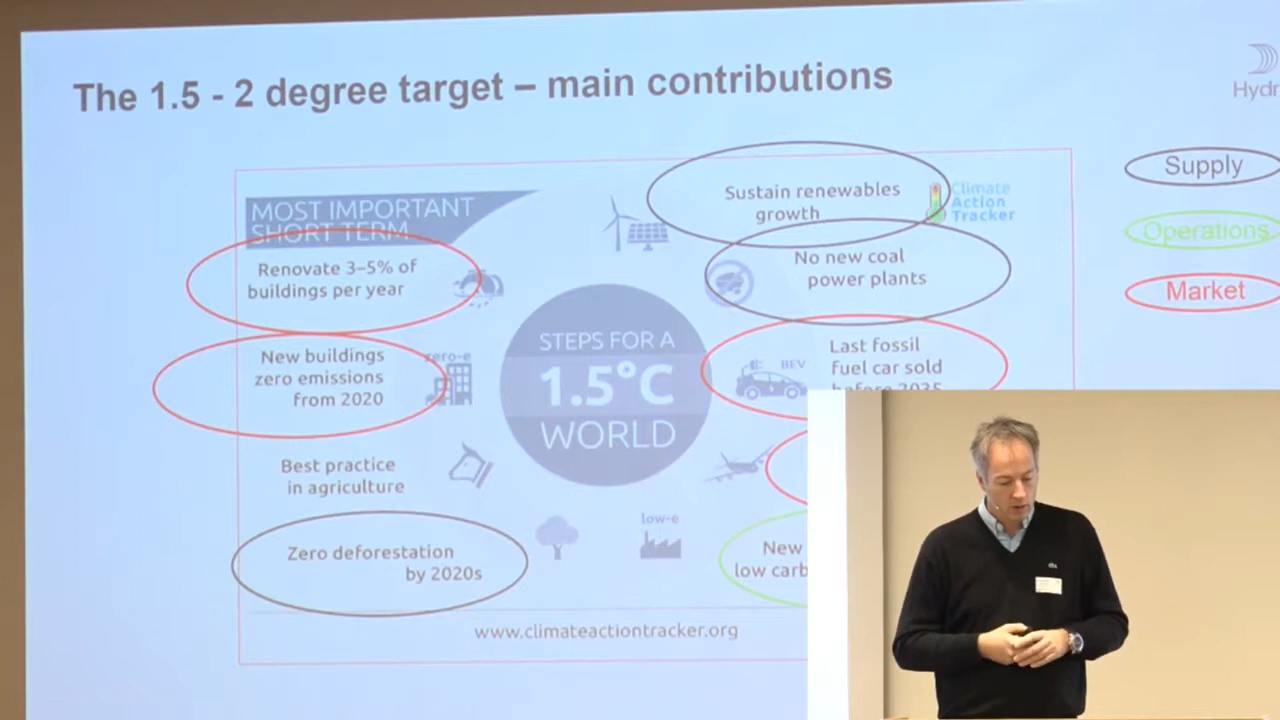 The 1.5 - 2 degree target – main contributions
Supply
Operations
Market
MOST IMPORTANT
SHORT TERM
Sustain renewables
growth
Climate
Action
Tracker
Renovate 3–5% of
buildings per year
No new coal
power plants
New buildings
zero emissions
from 2020
zero-e
STEPS FOR A
1.5°C
WORLD
BEV
Last fossil
fuel car sold
before 2035
Best practice
in agriculture
Zero deforestation
by 2020s
low-e
New
low carb
www.climateactiontracker.org